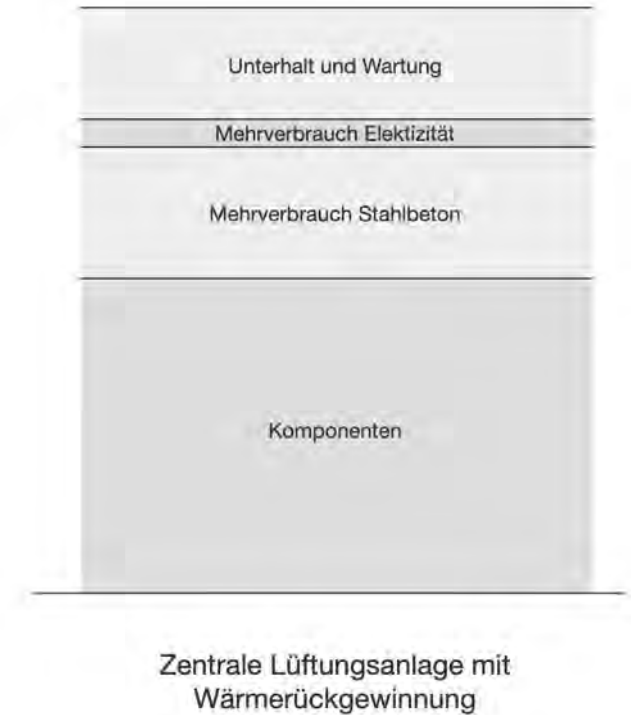 Unterhalt und Wartung
Mehrverbrauch Elektizität
Mehrverbrauch Stahlbeton
Komponenten
Zentrale Lüftungsanlage mit
Wärmerückgewinnung